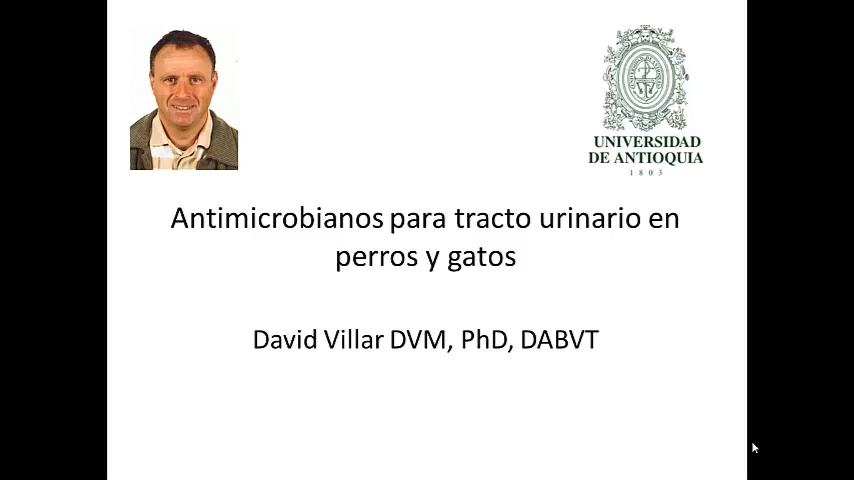 UNIVERSIDAD
DE ANTIOQUIA
1803
Antimicrobianos para tracto urinario en
perros y gatos
David Villar DVM, PhD, DABVT